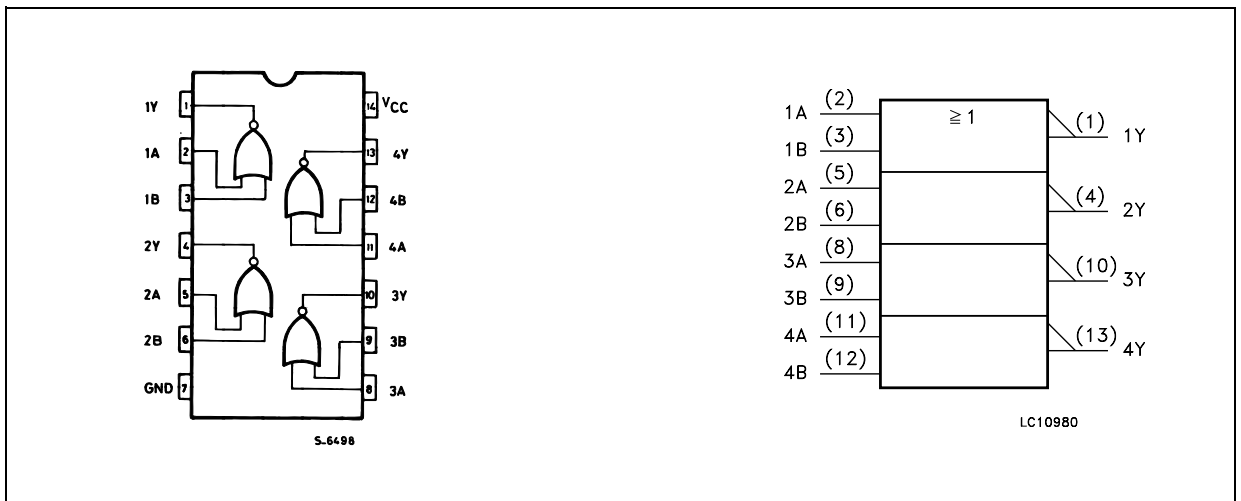 1Y 1 14 VCC
1A 2 13 4Y
1B 3 12 4B
2Y 4 11 4A
2A 5 10 3Y
2B 6 9 3B
GND 7 8 3A
S-6498
≧1
1A (2)
1B (3)
2A (5)
2B (6)
3A (8)
3B (9)
4A (11)
4B (12)
(1) 1Y
(4) 2Y
(10) 3Y
(13) 4Y
LC10980